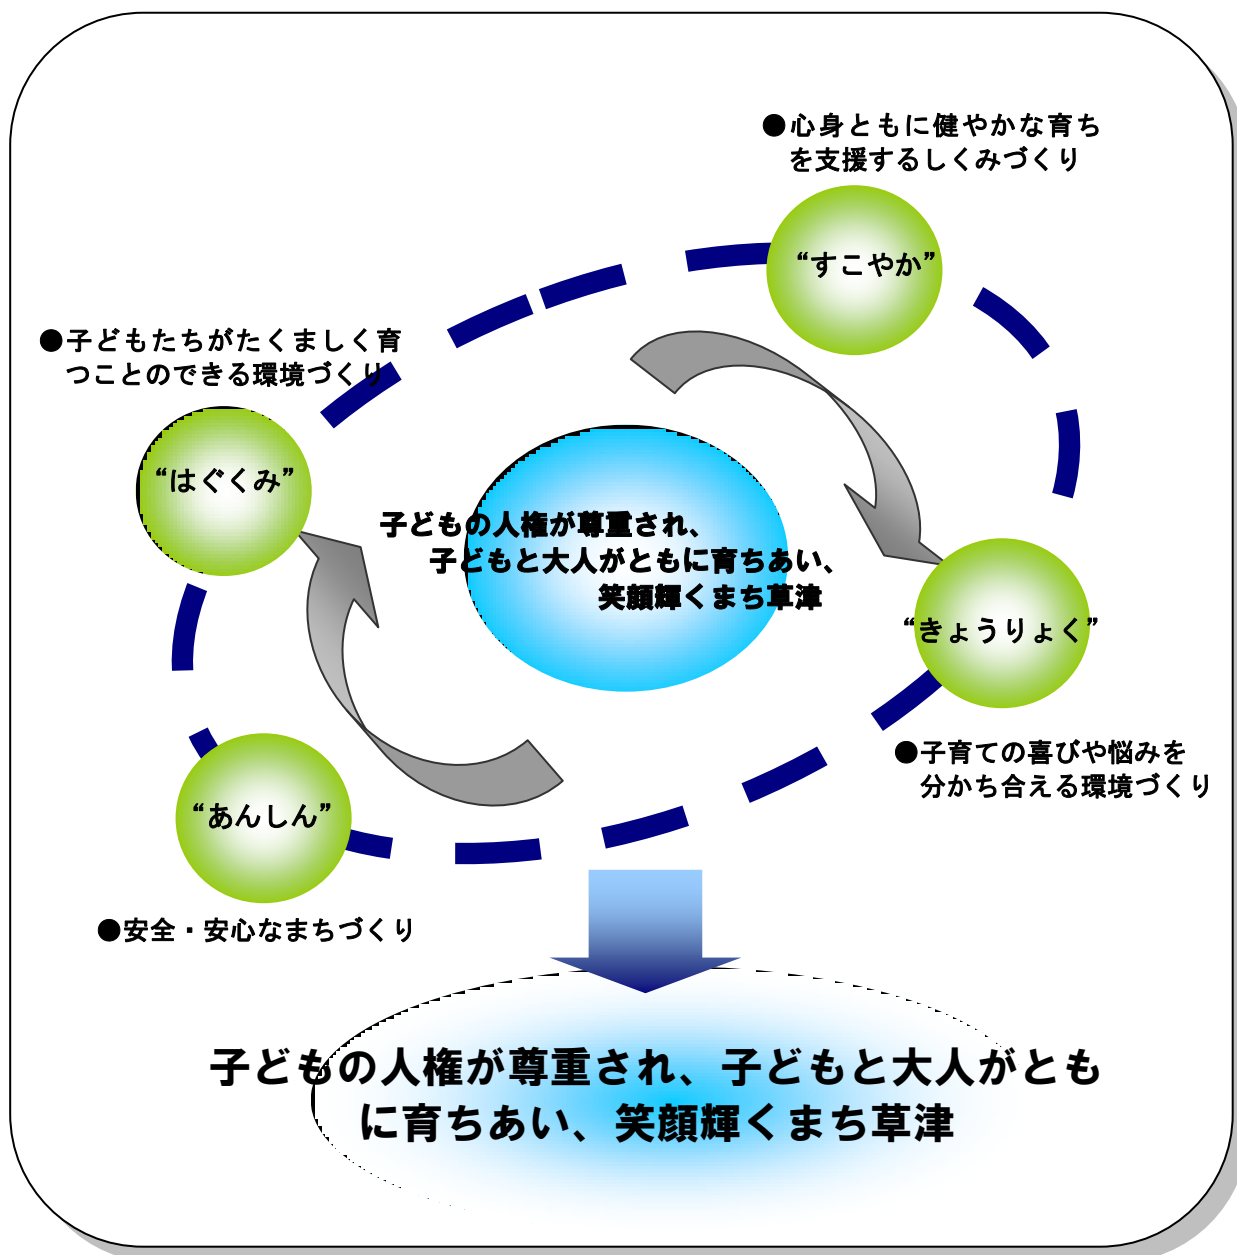 ●心身ともに健やかな育ち
を支援するしくみづくり
“すこやか”
●子どもたちがたくましく育
つことのできる環境づくり
“はぐくみ”
子どもの人権が尊重され、
子どもと大人がともに育ちあい、
笑顔輝くまち草津
“きょうりょく”
●子育ての喜びや悩みを
分かち合える環境づくり
“あんしん”
●安全・安心なまちづくり
子どもの人権が尊重され、子どもと大人がとも
に育ちあい、笑顔輝くまち草津